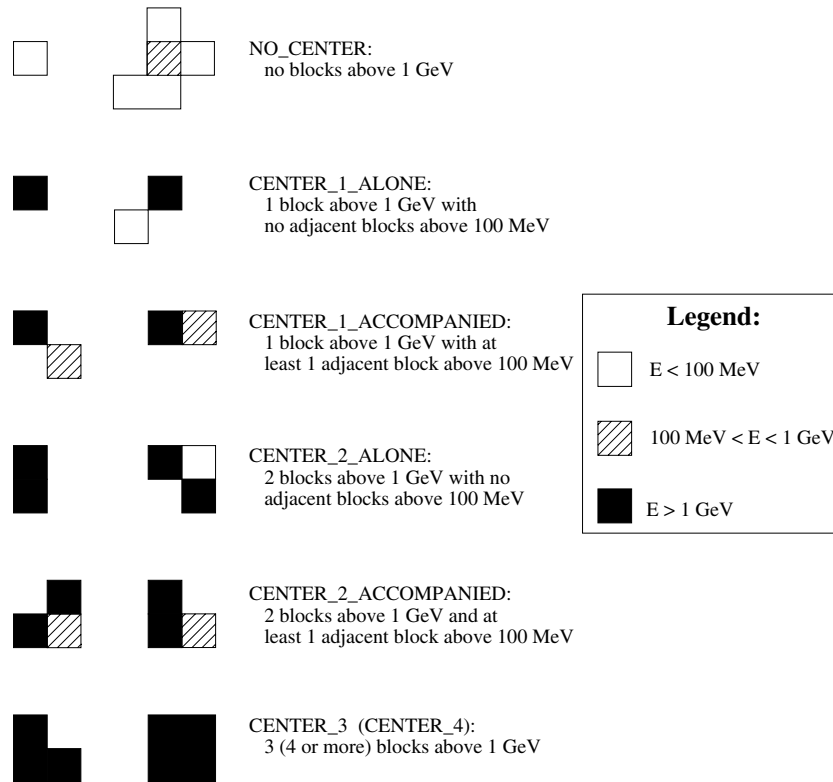 NO_CENTER:
no blocks above 1 GeV
CENTER_1_ALONE:
1 block above 1 GeV with
no adjacent blocks above 100 MeV
CENTER_1_ACCOMPANIED:
1 block above 1 GeV with at
least 1 adjacent block above 100 MeV
CENTER_2_ALONE:
2 blocks above 1 GeV with no
adjacent blocks above 100 MeV
CENTER_2_ACCOMPANIED:
2 blocks above 1 GeV and at
least 1 adjacent block above 100 MeV
CENTER_3 (CENTER_4):
3 (4 or more) blocks above 1 GeV
Legend:
E < 100 MeV
100 MeV < E < 1 GeV
E > 1 GeV